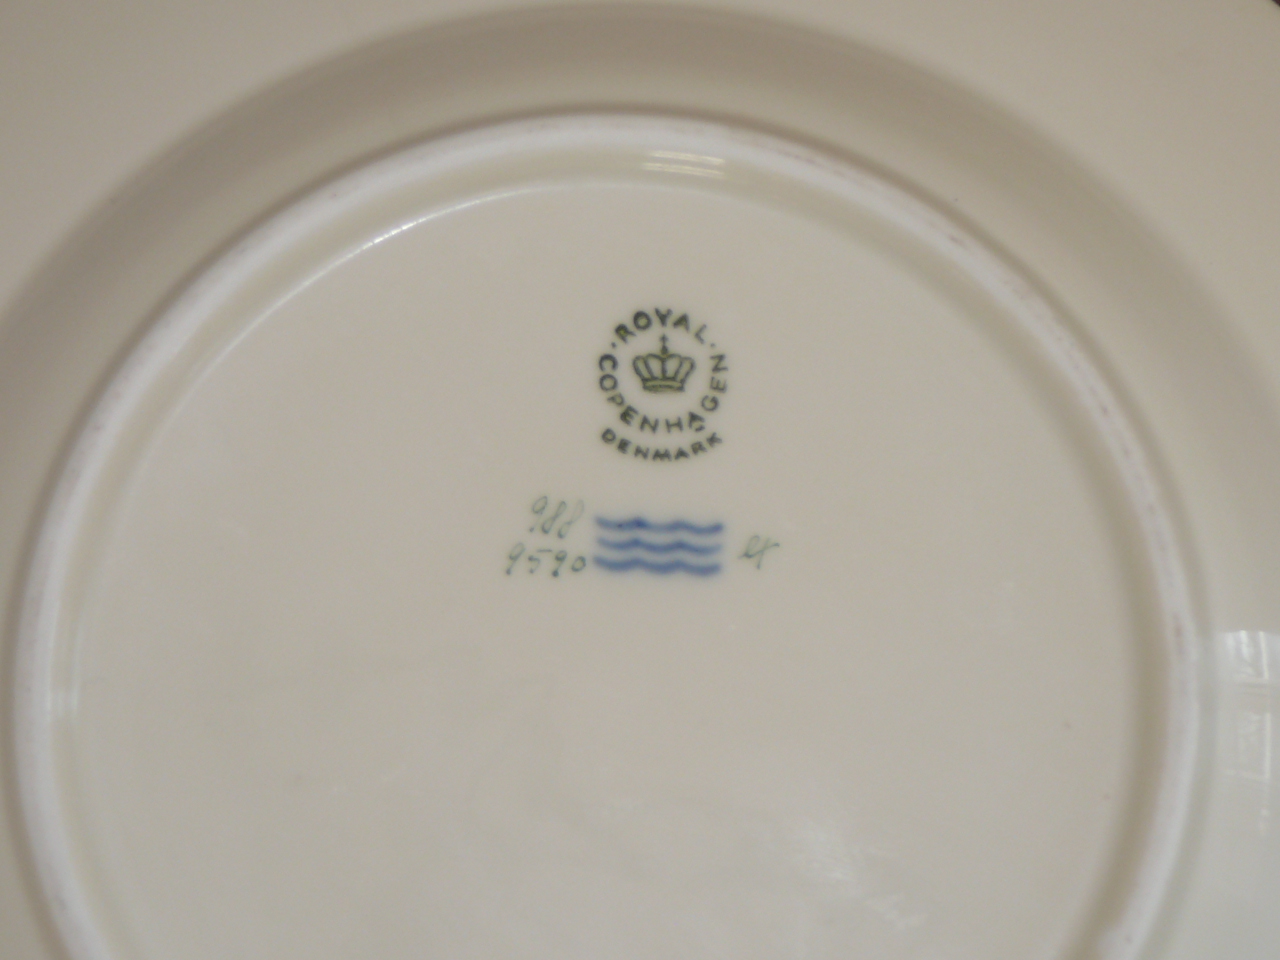 ROYAL
COPENHAGEN
DENMARK
988
9590